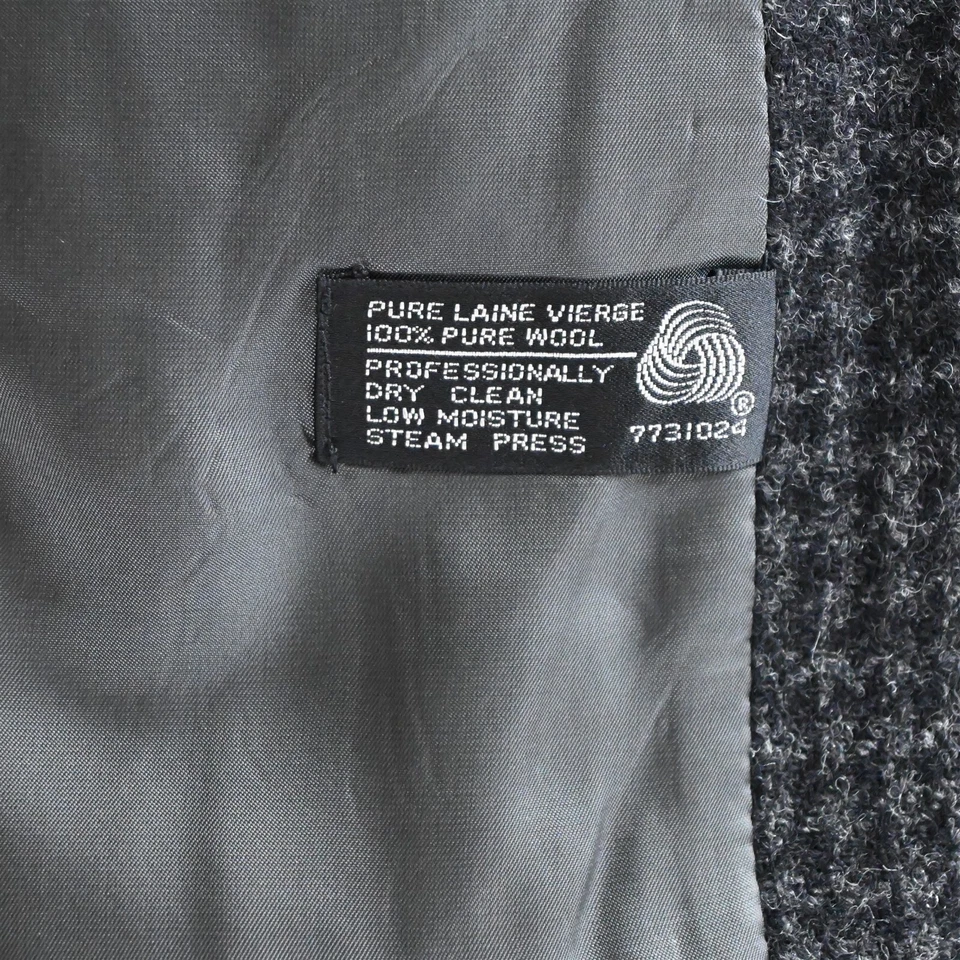 PURE LAINE VIERGE
100% PURE WOOL
PROFESSIONALLY
DRY CLEAN
LOW MOISTURE
STEAM PRESS
®
7731024